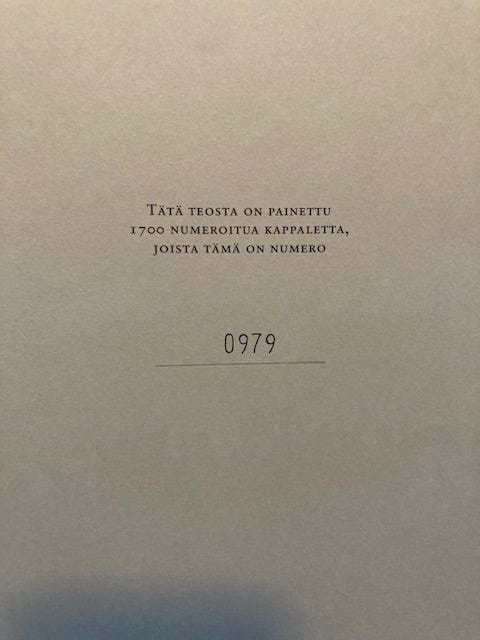 Tätä teosta on painettu
1700 numeroitua kappaletta,
joista tämä on numero
0979